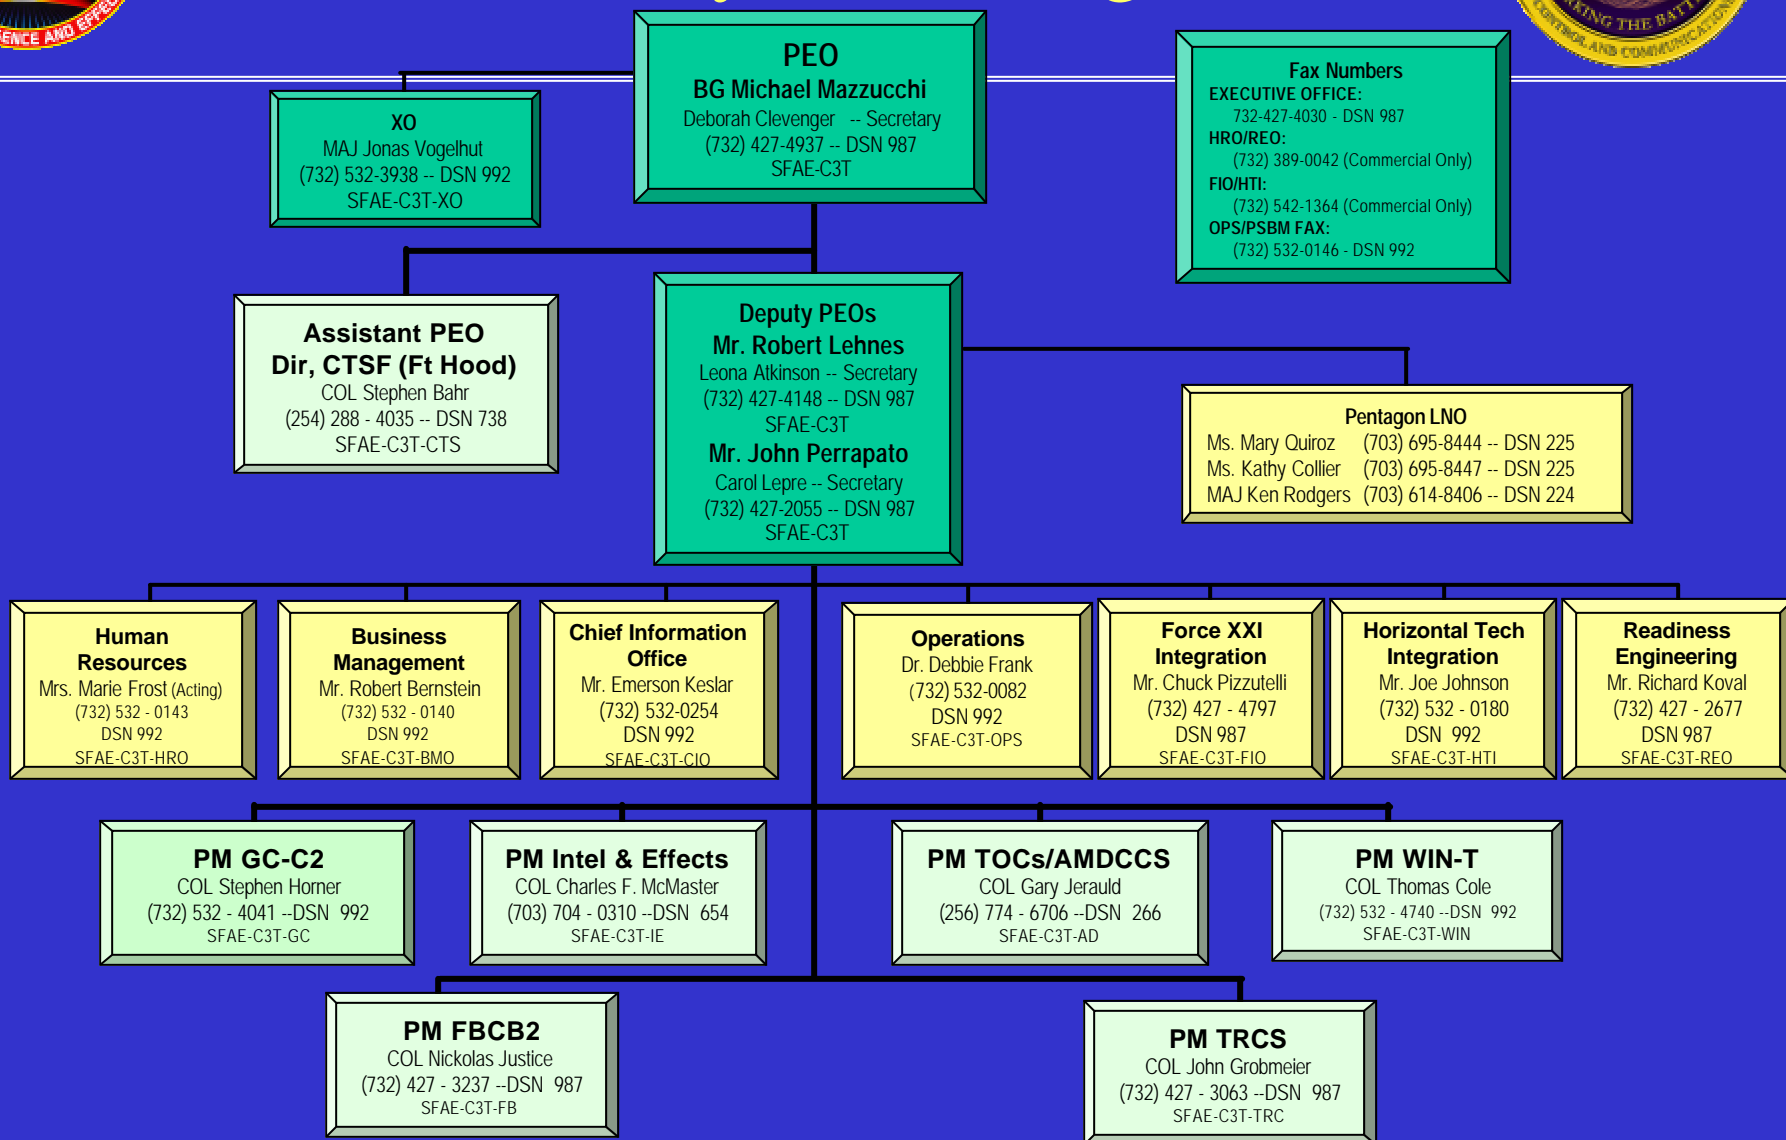 ENCE AND EFFEC
KING THE BATT
CONTROL AND COMMUNICATIONS
PEO
BG Michael Mazzucchi
Deborah Clevenger -- Secretary
(732) 427-4937 -- DSN 987
SFAE-C3T
Fax Numbers
EXECUTIVE OFFICE:
732-427-4030 - DSN 987
HRO/REO:
(732) 389-0042 (Commercial Only)
FIO/HTI:
(732) 542-1364 (Commercial Only)
OPS/PSBM FAX:
(732) 532-0146 - DSN 992
XO
MAJ Jonas Vogelhut
(732) 532-3938 -- DSN 992
SFAE-C3T-XO
Assistant PEO
Dir, CTSF (Ft Hood)
COL Stephen Bahr
(254) 288 - 4035 -- DSN 738
SFAE-C3T-CTS
Deputy PEOs
Mr. Robert Lehnes
Leona Atkinson -- Secretary
(732) 427-4148 -- DSN 987
SFAE-C3T
Mr. John Perrapato
Carol Lepre -- Secretary
(732) 427-2055 -- DSN 987
SFAE-C3T
Pentagon LNO
Ms. Mary Quiroz (703) 695-8444 -- DSN 225
Ms. Kathy Collier (703) 695-8447 -- DSN 225
MAJ Ken Rodgers (703) 614-8406 -- DSN 224
Human
Resources
Mrs. Marie Frost (Acting)
(732) 532 - 0143
DSN 992
SFAE-C3T-HRO
Business
Management
Mr. Robert Bernstein
(732) 532 - 0140
DSN 992
SFAE-C3T-BMO
Chief Information
Office
Mr. Emerson Keslar
(732) 532-0254
DSN 992
SFAE-C3T-CIO
Operations
Dr. Debbie Frank
(732) 532-0082
DSN 992
SFAE-C3T-OPS
Force XXI
Integration
Mr. Chuck Pizzutelli
(732) 427 - 4797
DSN 987
SFAE-C3T-FIO
Horizontal Tech
Integration
Mr. Joe Johnson
(732) 532 - 0180
DSN 992
SFAE-C3T-HTI
Readiness
Engineering
Mr. Richard Koval
(732) 427 - 2677
DSN 987
SFAE-C3T-REO
PM GC-C2
COL Stephen Horner
(732) 532 - 4041 --DSN 992
SFAE-C3T-GC
PM Intel & Effects
COL Charles F. McMaster
(703) 704 - 0310 --DSN 654
SFAE-C3T-IE
PM TOCs/AMDCCS
COL Gary Jerauld
(256) 774 - 6706 --DSN 266
SFAE-C3T-AD
PM WIN-T
COL Thomas Cole
(732) 532 - 4740 --DSN 992
SFAE-C3T-WIN
PM FBCB2
COL Nickolas Justice
(732) 427 - 3237 --DSN 987
SFAE-C3T-FB
PM TRCS
COL John Grobmeier
(732) 427 - 3063 --DSN 987
SFAE-C3T-TRC